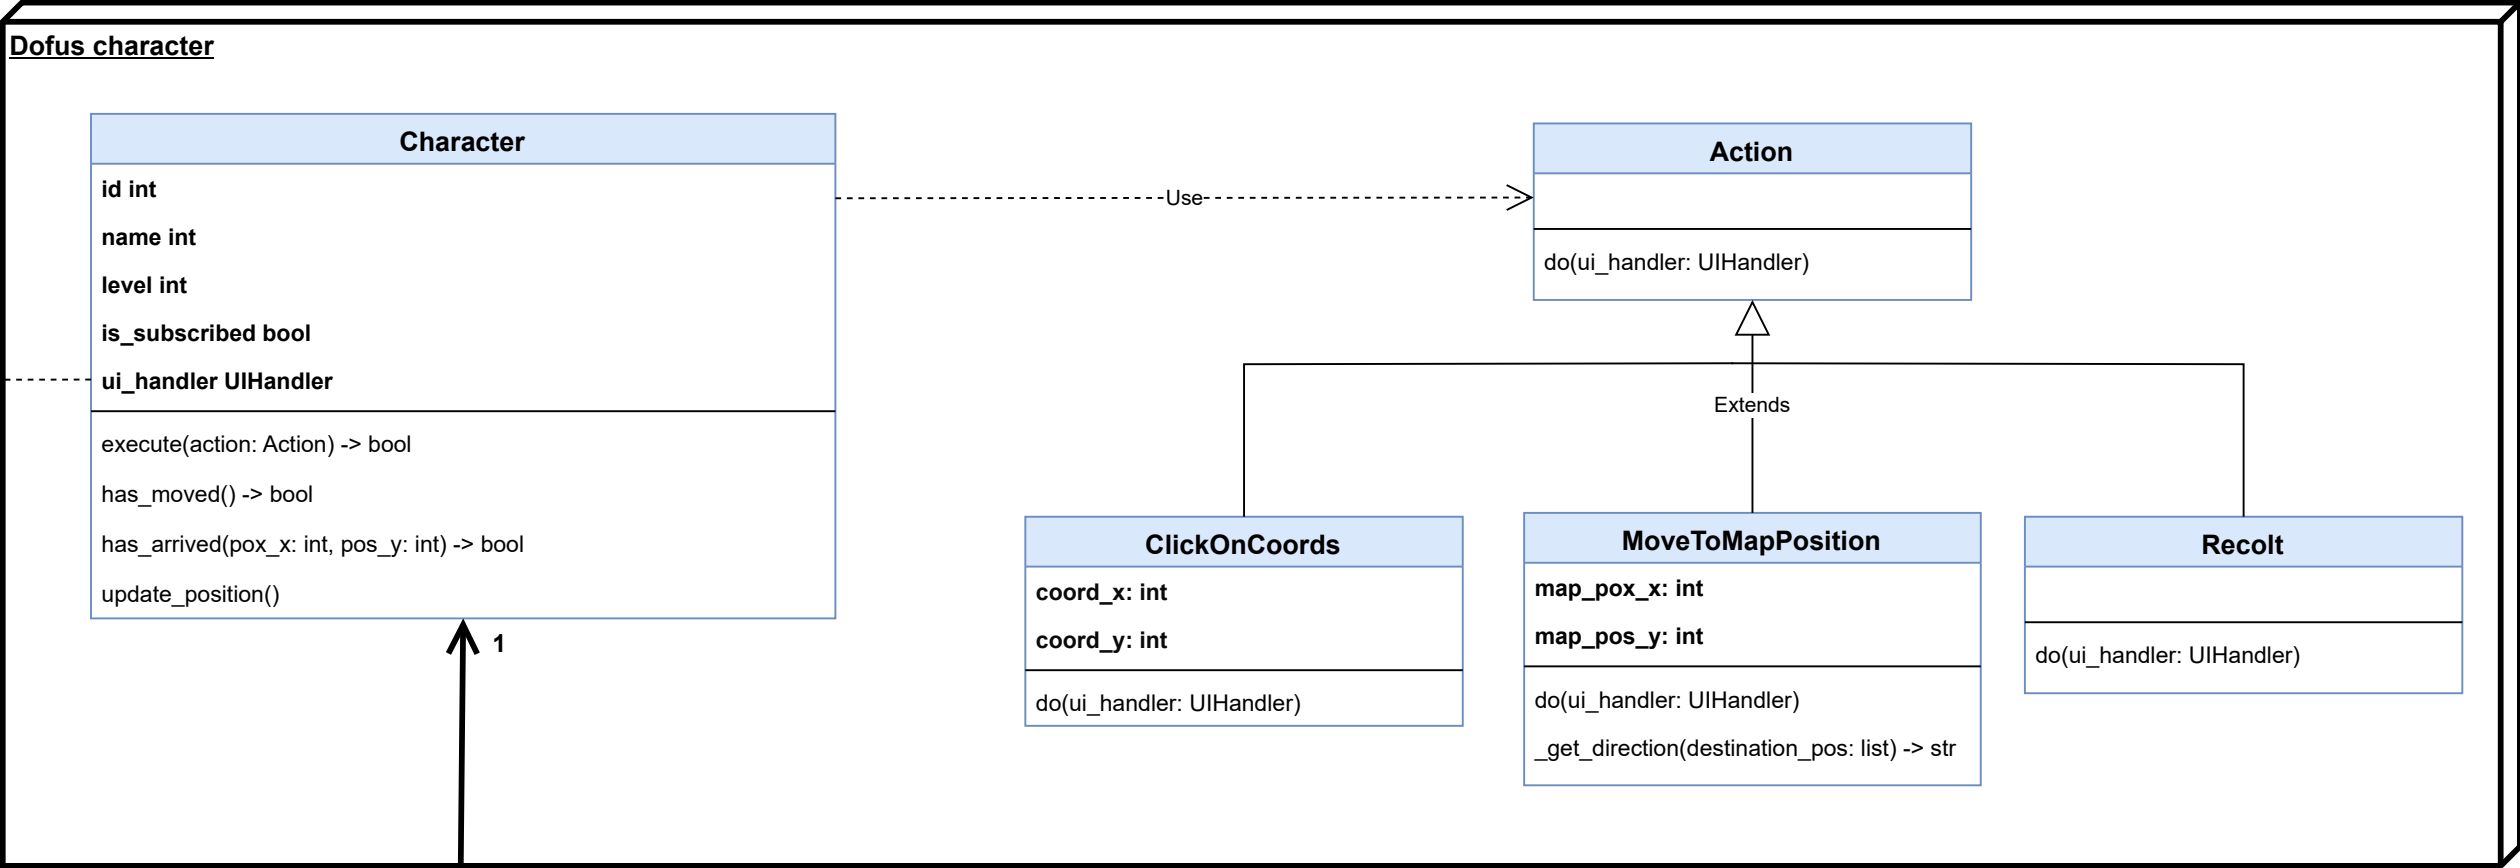 Dofus character
Character
id int
name int
level int
is_subscribed bool
ui_handler UIHandler
execute(action: Action) -> bool
has_moved() -> bool
has_arrived(pox_x: int, pos_y: int) -> bool
update_position()
1
Use
Action
do(ui_handler: UIHandler)
Extends
ClickOnCoords
coord_x: int
coord_y: int
do(ui_handler: UIHandler)
MoveToMapPosition
map_pox_x: int
map_pos_y: int
do(ui_handler: UIHandler)
_get_direction(destination_pos: list) -> str
Recolt
do(ui_handler: UIHandler)